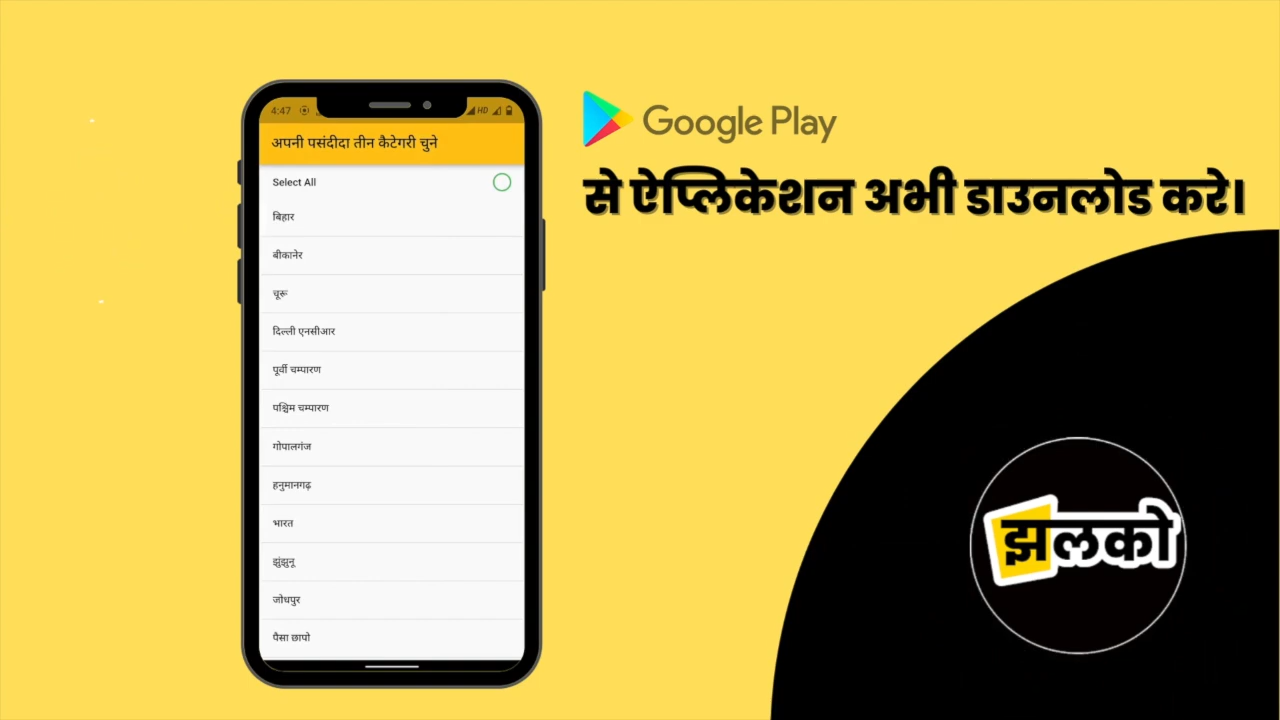 4:47
HD
अपनी पसंदीदा तीन कैटेगरी चुने
Select All
बिहार
बीकानेर
चूरू
दिल्ली एनसीआर
पूर्वी चम्पारण
पश्चिम चम्पारण
गोपालगंज
हनुमानगढ़
भारत
झुंझुनू
जोधपुर
पैसा छापो
Google Play
से ऐप्लिकेशन अभी डाउनलोड करे।
झलको